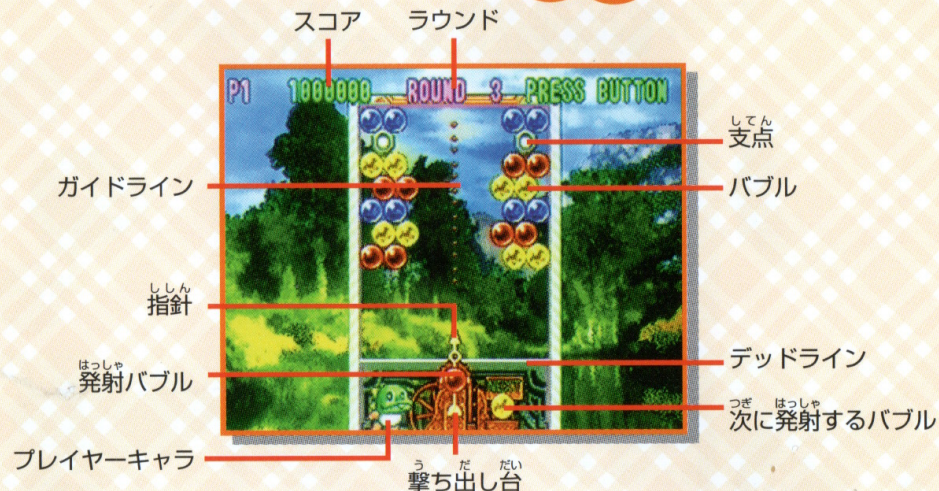 スコア
ラウンド
P1 1000000 ROUND 3 PRESS BUTTON
してん
支点
ガイドライン
バブル
ししん
指針
デッドライン
はっしゃ
発射バブル
つぎ はっしゃ
次に発射するバブル
プレイヤーキャラ
う だ だい
撃ち出し台